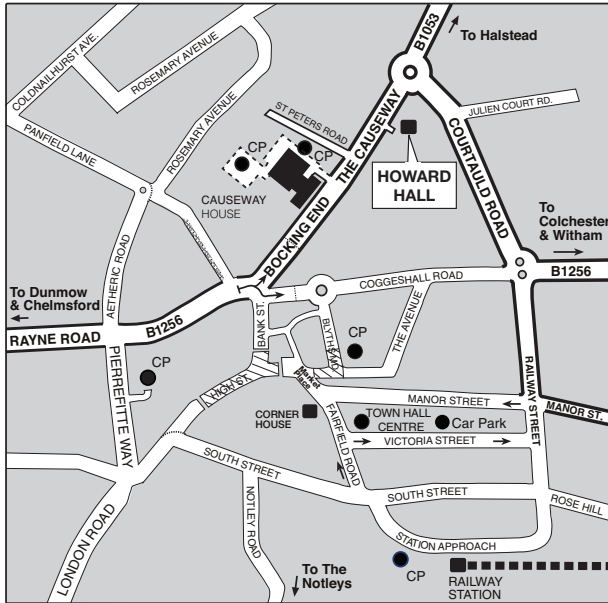 B1053
To Halstead
COLDNAILHURST AVE.
ROSEMARY AVENUE
PANFIELD LANE
ROSEMARY AVENUE
ST PETERS ROAD
CP
CP
THE CAUSEWAY
JULIEN COURT RD.
COURTAULD ROAD
HOWARD
HALL
CAUSEWAY
HOUSE
BOCKING END
To
Colchester
& Witham
B1256
AETHERIC ROAD
To Dunmow
& Chelmsford
RAYNE ROAD
B1256
COGGESHALL ROAD
BANK ST.
THE AVENUE
CP
CP
PIERREFITTE WAY
HIGH ST.
Market
Place
MANOR STREET
MANOR ST.
RAILWAY STREET
CORNER
HOUSE
TOWN HALL
CENTRE
Car Park
FAIRFIELD ROAD
VICTORIA STREET
SOUTH STREET
SOUTH STREET
ROSE HILL
NOTLEY ROAD
LONDON ROAD
STATION APPROACH
To The
Notleys
CP
RAILWAY
STATION